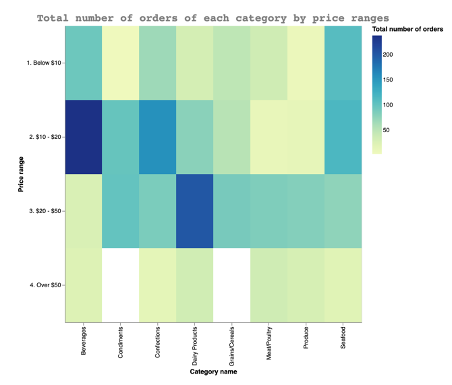 Total number of orders of each category by price ranges
Total number of orders
200
150
100
50
1. Below $10
2. $10 - $20
3. $20 - $50
4. Over $50
Price range
Beverages
Condiments
Confections
Dairy Products
Grains/Cereals
Meat/Poultry
Produce
Seafood
Category name